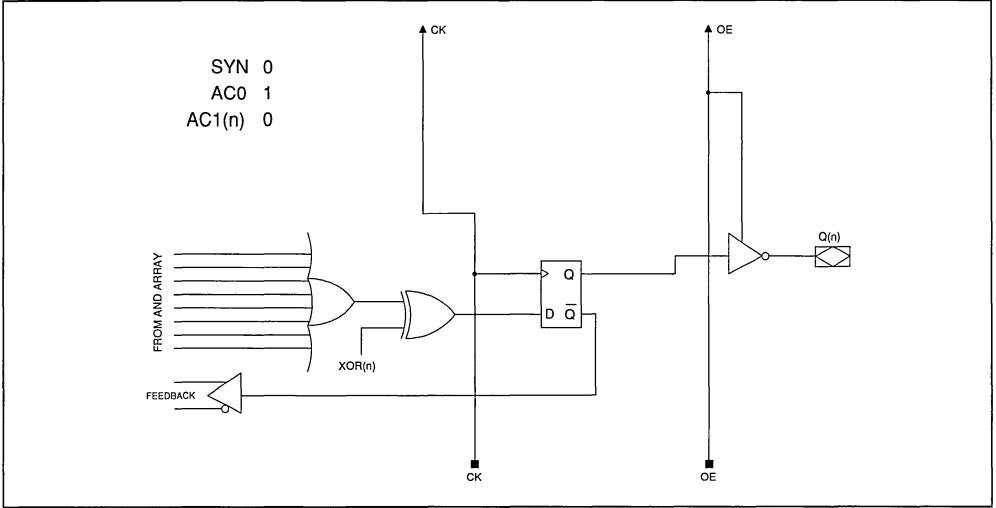 CK
OE
SYN 0
AC0 1
AC1(n) 0
Q(n)
FROM AND ARRAY
Q
D Q̅
XOR(n)
FEEDBACK
CK
OE